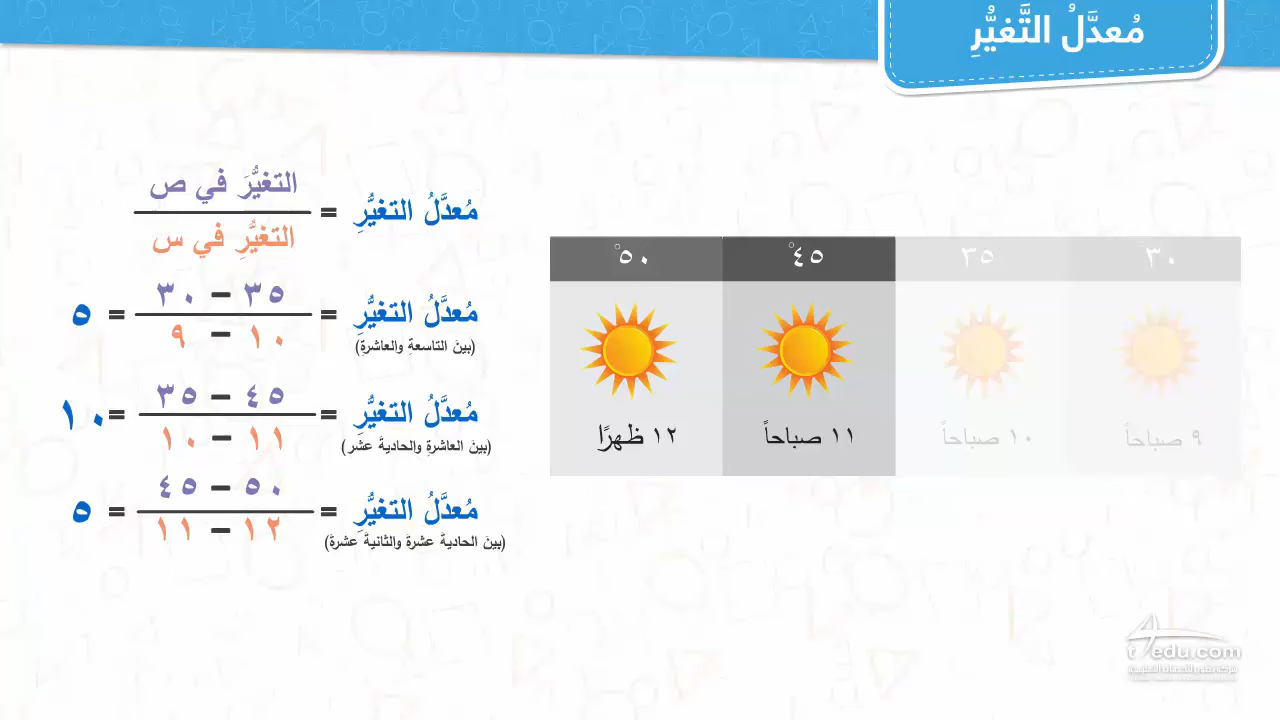 مُعدَّلُ التَّغيُّرِ
٣٠ ٣٥ ٤٥° ٥٠°
٩ صباحاً ١٠ صباحاً ١١ صباحاً ١٢ ظهرًا
مُعدَّلُ التغيُّرِ = التغيُّرَ في ص
التغيُّرِ في س
مُعدَّلُ التغيُّرِ = ٣٥ – ٣٠ = ٥
١٠ – ٩
(بينَ التاسعةِ والعاشرةِ)
مُعدَّلُ التغيُّرِ = ٤٥ – ٣٥ = ١٠
١١ – ١٠
(بينَ العاشرةِ والحاديةَ عشر)
مُعدَّلُ التغيُّرِ = ٥٠ – ٤٥ = ٥
١٢ – ١١
(بينَ الحاديةَ عشرةَ والثانيةَ عشرةَ)
t4edu.com